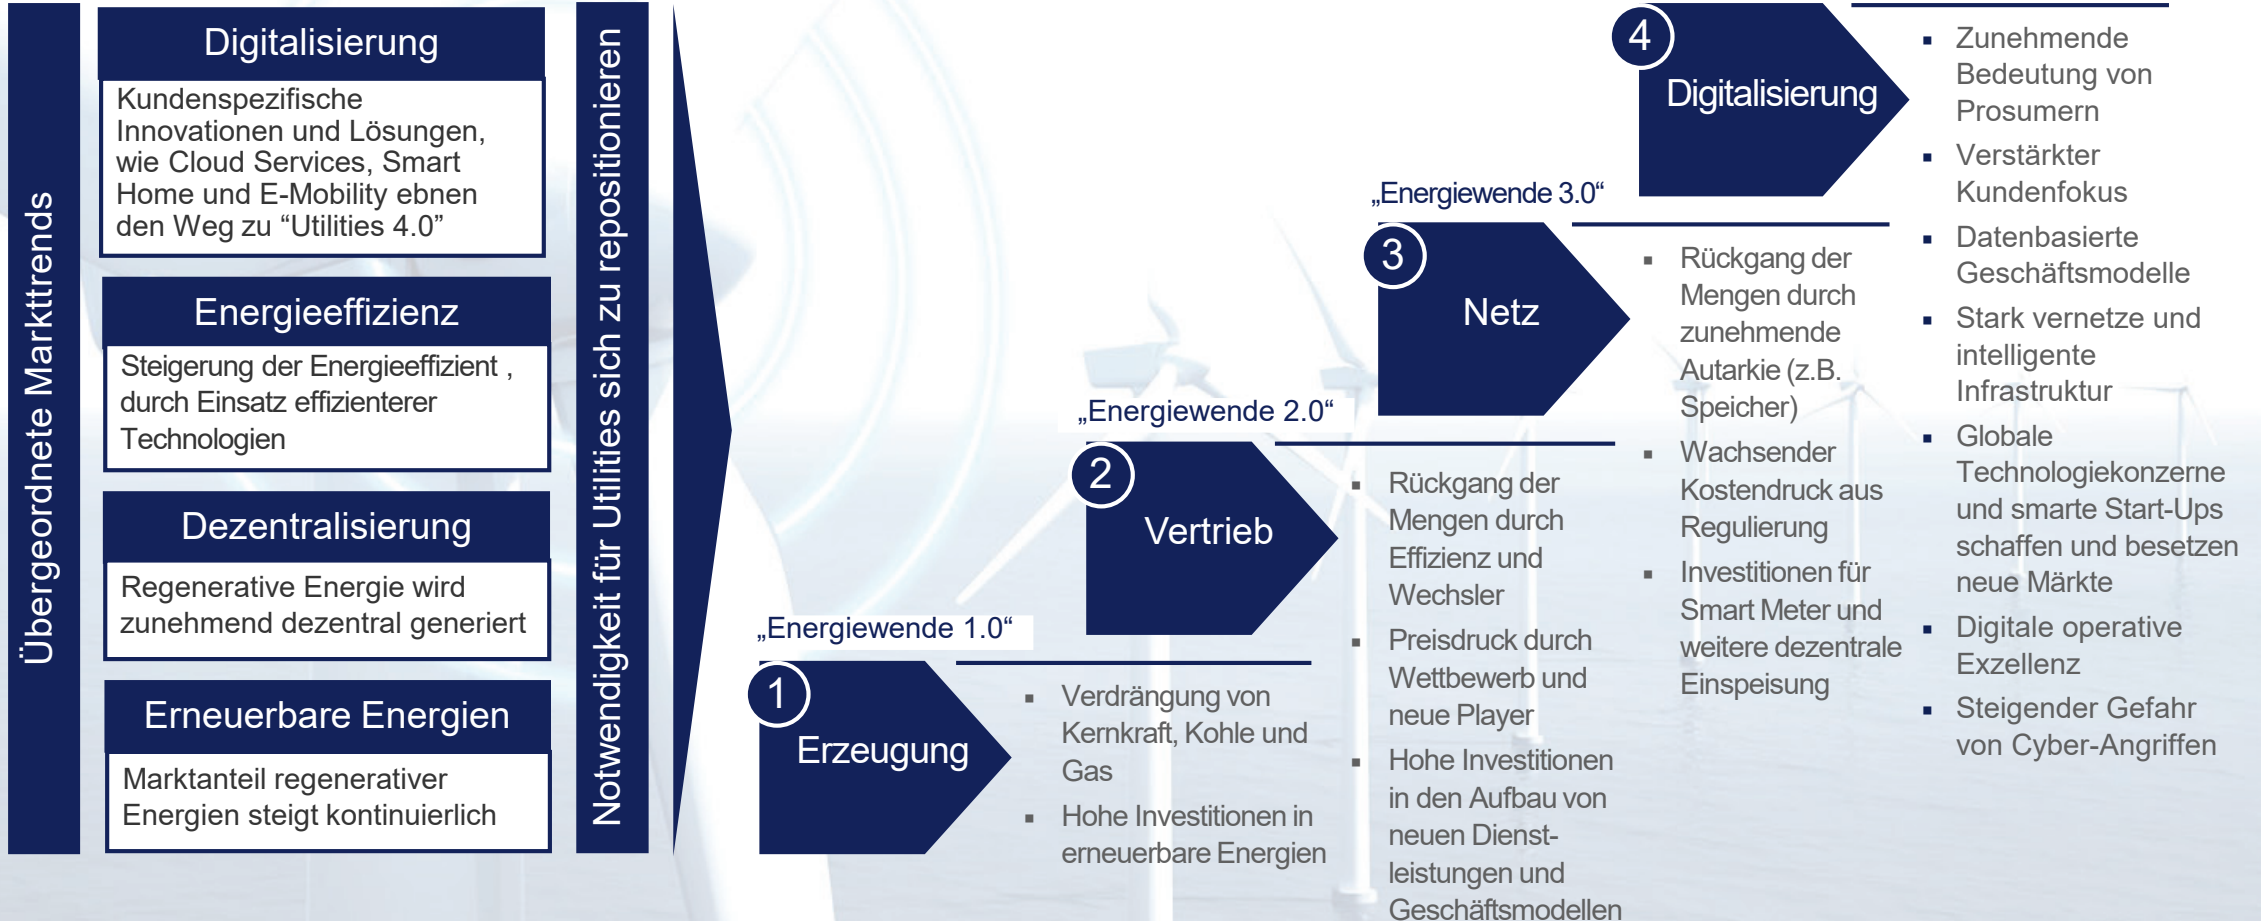 Übergeordnete Markttrends
Digitalisierung
Kundenspezifische
Innovationen und Lösungen,
wie Cloud Services, Smart
Home und E-Mobility ebnen
den Weg zu “Utilities 4.0”
Energieeffizienz
Steigerung der Energieeffizient ,
durch Einsatz effizienterer
Technologien
Dezentralisierung
Regenerative Energie wird
zunehmend dezentral generiert
Erneuerbare Energien
Marktanteil regenerativer
Energien steigt kontinuierlich
Notwendigkeit für Utilities sich zu repositionieren
„Energiewende 1.0“
1
Erzeugung
▪ Verdrängung von
Kernkraft, Kohle und
Gas
▪ Hohe Investitionen in
erneuerbare Energien
„Energiewende 2.0“
2
Vertrieb
▪ Rückgang der
Mengen durch
Effizienz und
Wechsler
▪ Preisdruck durch
Wettbewerb und
neue Player
▪ Hohe Investitionen
in den Aufbau von
neuen Dienst-
leistungen und
Geschäftsmodellen
„Energiewende 3.0“
3
Netz
▪ Rückgang der
Mengen durch
zunehmende
Autarkie (z.B.
Speicher)
▪ Wachsender
Kostendruck aus
Regulierung
▪ Investitionen für
Smart Meter und
weitere dezentrale
Einspeisung
4
Digitalisierung
▪ Zunehmende
Bedeutung von
Prosumern
▪ Verstärkter
Kundenfokus
▪ Datenbasierte
Geschäftsmodelle
▪ Stark vernetze und
intelligente
Infrastruktur
▪ Globale
Technologiekonzerne
und smarte Start-Ups
schaffen und besetzen
neue Märkte
▪ Digitale operative
Exzellenz
▪ Steigender Gefahr
von Cyber-Angriffen